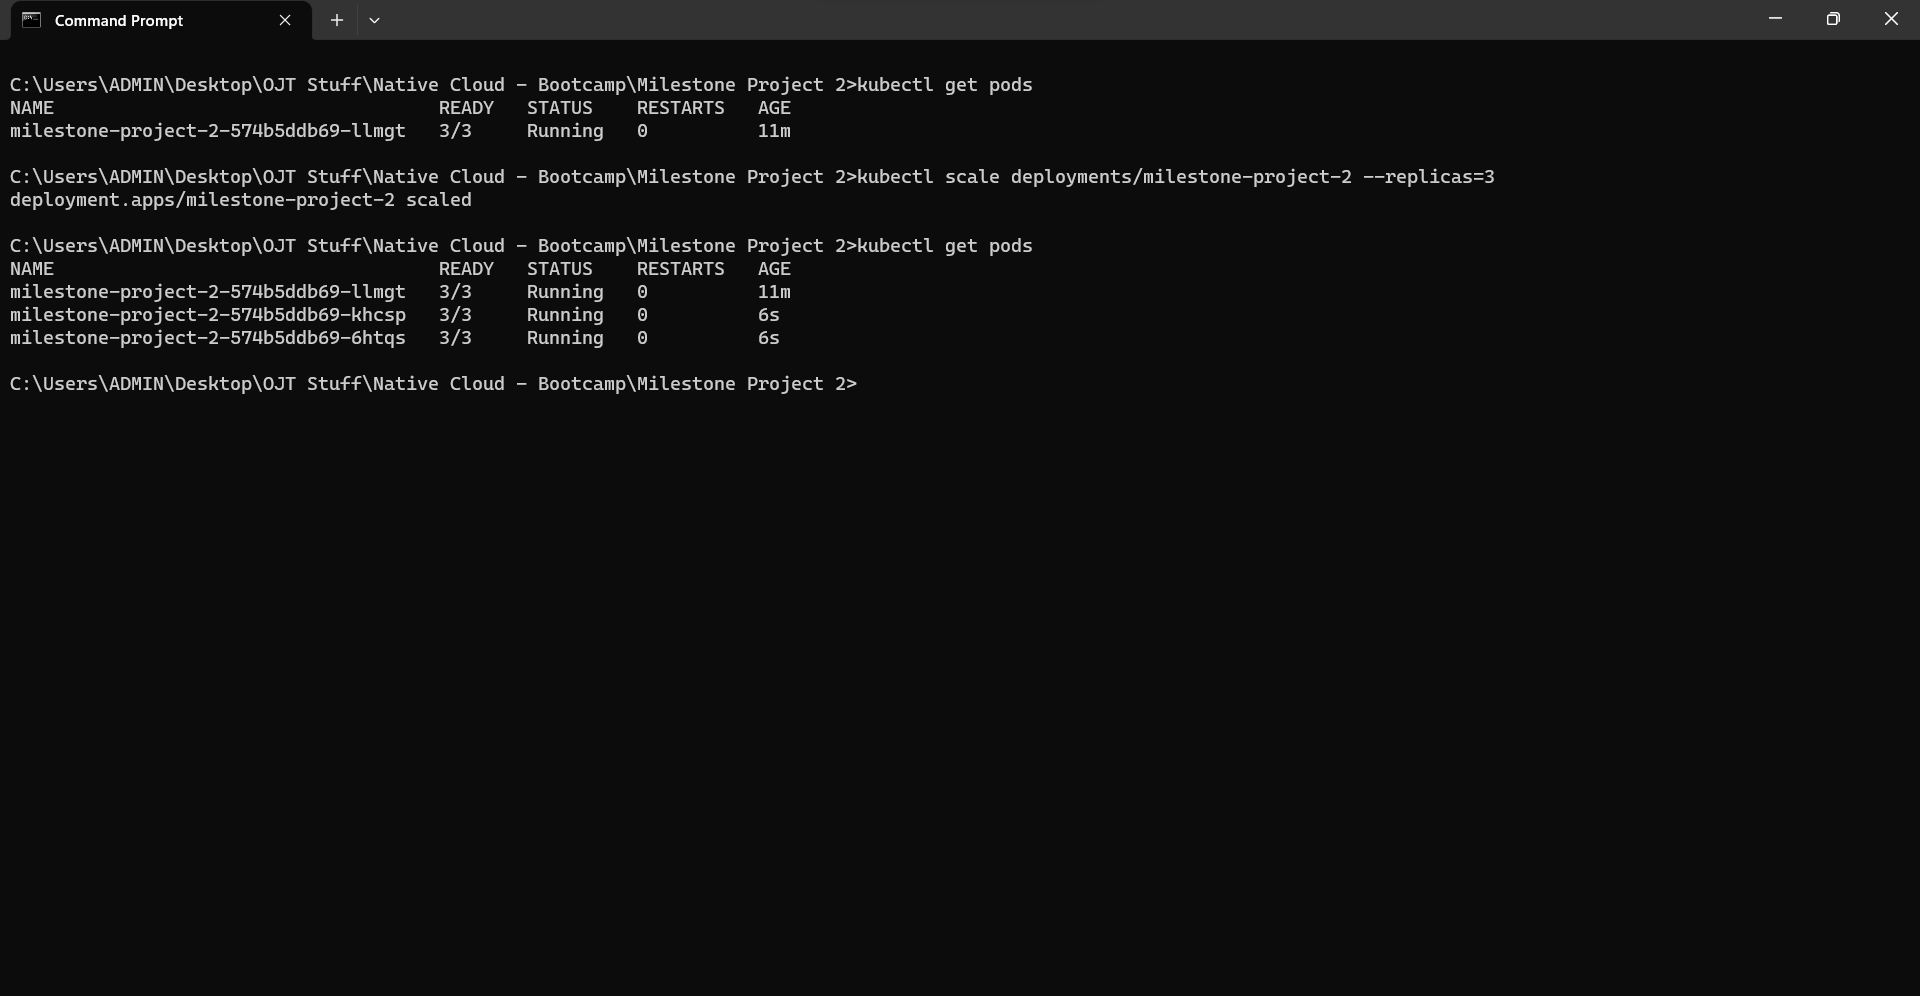 Command Prompt
C:\Users\ADMIN\Desktop\OJT Stuff\Native Cloud - Bootcamp\Milestone Project 2>kubectl get pods
NAME                                   READY   STATUS    RESTARTS   AGE
milestone-project-2-574b5ddb69-llmgt   3/3     Running   0          11m
C:\Users\ADMIN\Desktop\OJT Stuff\Native Cloud - Bootcamp\Milestone Project 2>kubectl scale deployments/milestone-project-2 --replicas=3
deployment.apps/milestone-project-2 scaled
C:\Users\ADMIN\Desktop\OJT Stuff\Native Cloud - Bootcamp\Milestone Project 2>kubectl get pods
NAME                                   READY   STATUS    RESTARTS   AGE
milestone-project-2-574b5ddb69-llmgt   3/3     Running   0          11m
milestone-project-2-574b5ddb69-khcsp   3/3     Running   0          6s
milestone-project-2-574b5ddb69-6htqs   3/3     Running   0          6s
C:\Users\ADMIN\Desktop\OJT Stuff\Native Cloud - Bootcamp\Milestone Project 2>